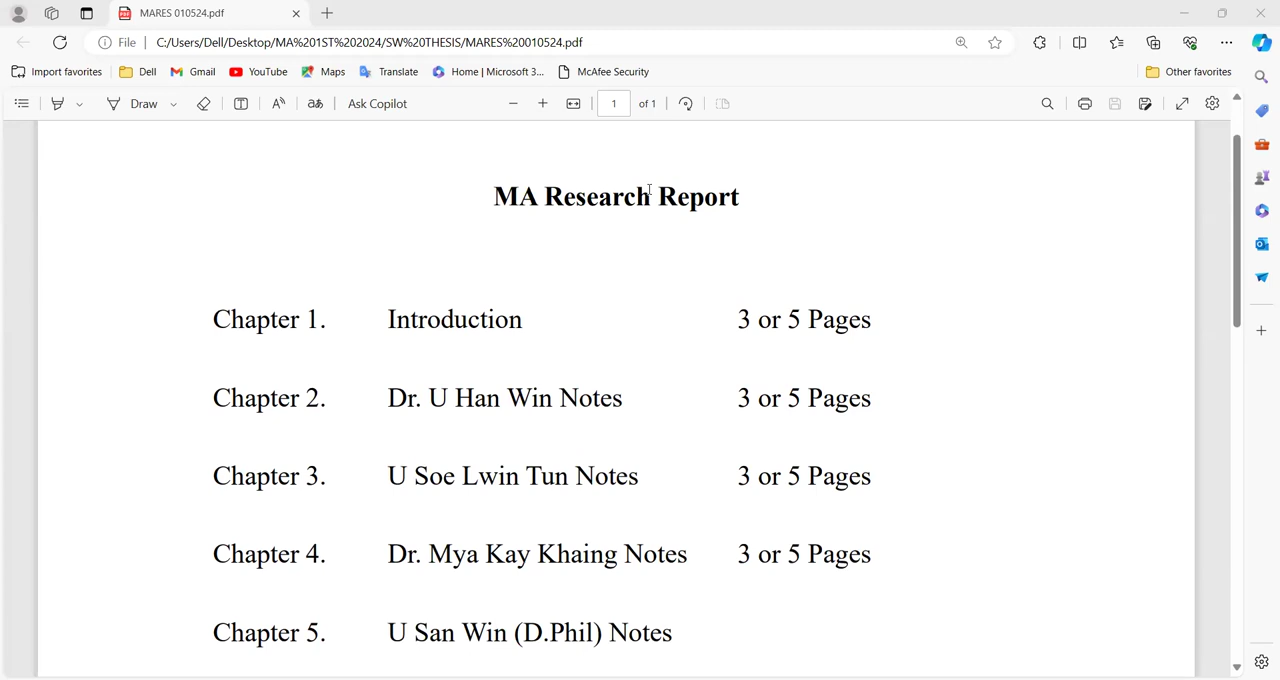 MARES 010524.pdf
File C:/Users/Dell/Desktop/MA%201ST%202024/SW%20THESIS/MARES%20010524.pdf
Import favorites Dell Gmail YouTube Maps Translate Home | Microsoft 3... McAfee Security Other favorites
Draw Ask Copilot 1 of 1
MA Research Report
Chapter 1. Introduction 3 or 5 Pages
Chapter 2. Dr. U Han Win Notes 3 or 5 Pages
Chapter 3. U Soe Lwin Tun Notes 3 or 5 Pages
Chapter 4. Dr. Mya Kay Khaing Notes 3 or 5 Pages
Chapter 5. U San Win (D.Phil) Notes